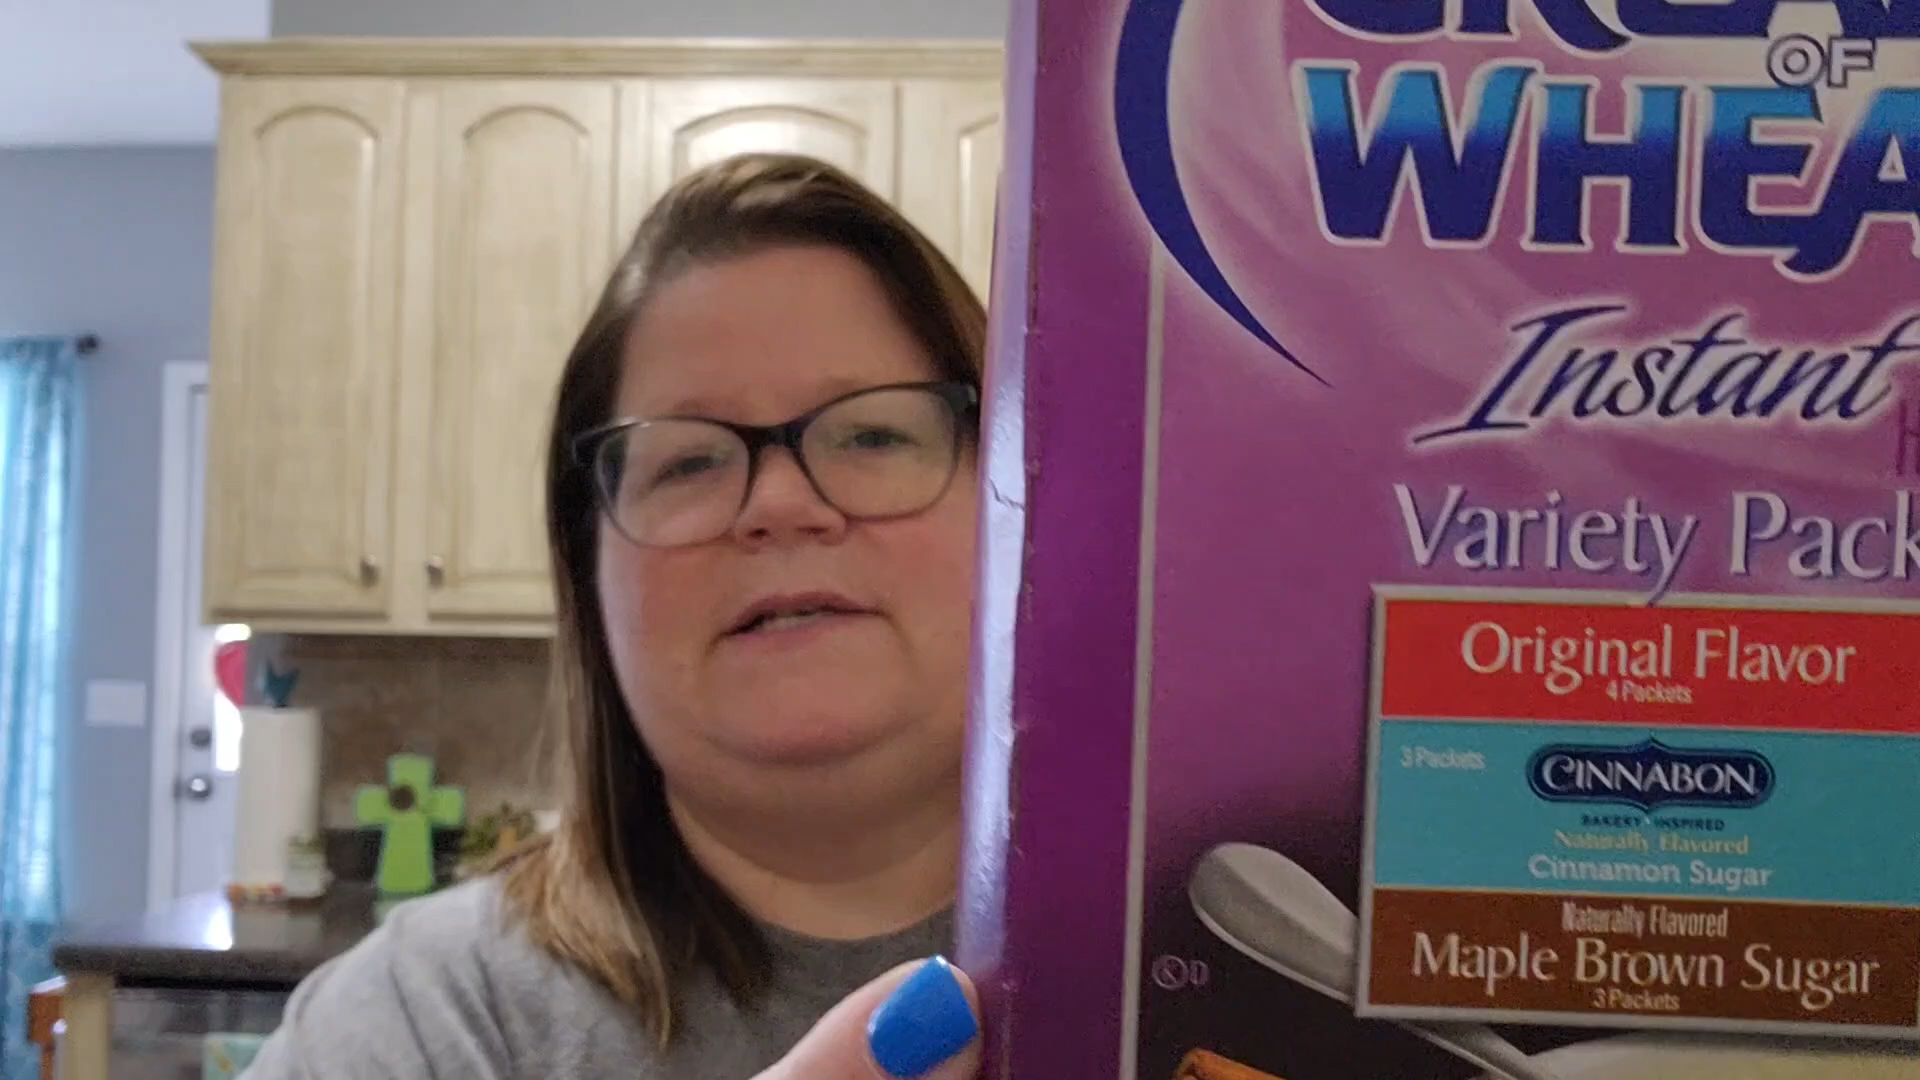 OF
WHEA
Instant
Variety Pack
Original Flavor
4 Packets
3 Packets
CINNABON
BAKERY INSPIRED
Naturally Flavored
Cinnamon Sugar
Naturally Flavored
Maple Brown Sugar
3 Packets
D